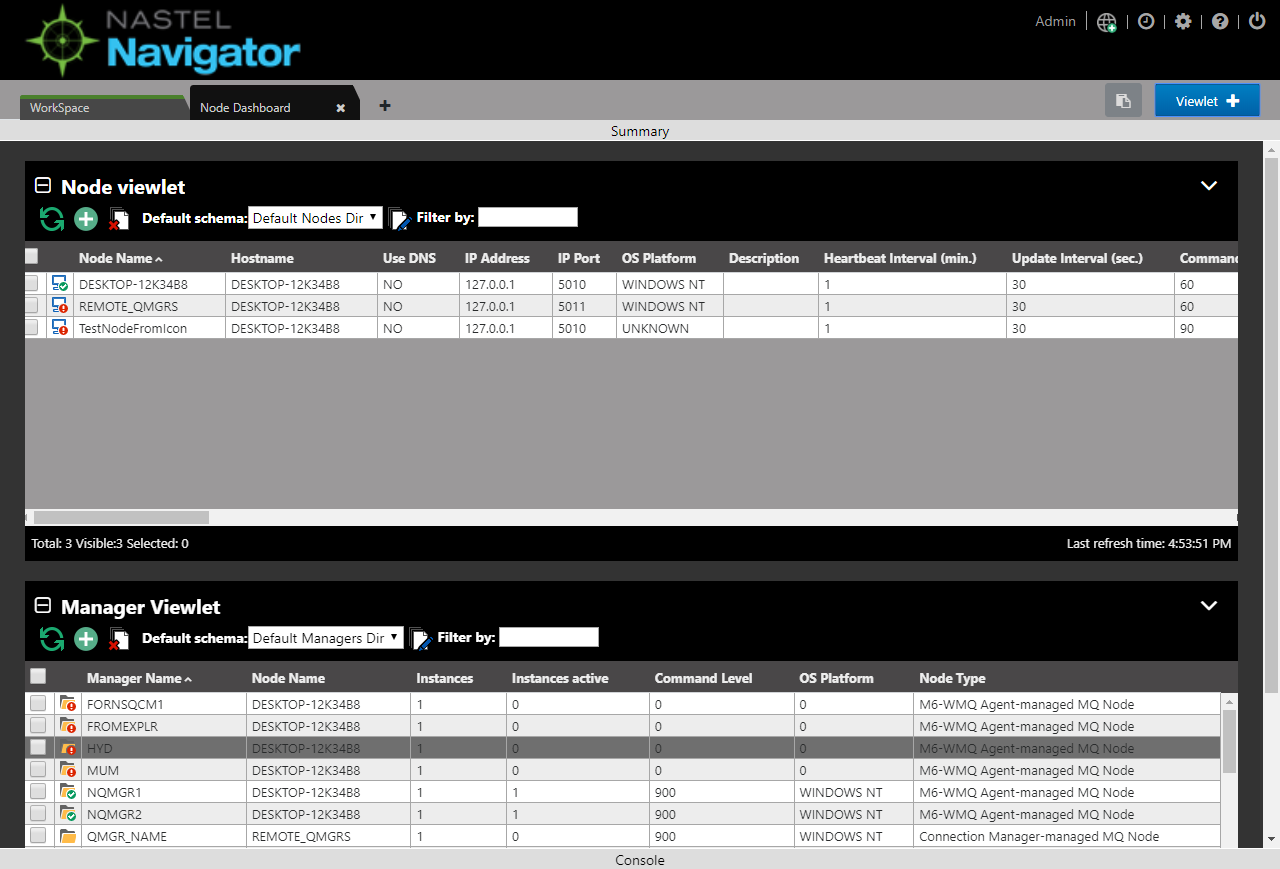 NASTEL
Navigator
Admin
WorkSpace
Node Dashboard
Viewlet
Summary
Node viewlet
Default schema: Default Nodes Dir Filter by:
Node Name Hostname Use DNS IP Address IP Port OS Platform Description Heartbeat Interval (min.) Update Interval (sec.) Command
DESKTOP-12K34B8 DESKTOP-12K34B8 NO 127.0.0.1 5010 WINDOWS NT 1 30 60
REMOTE_QMGRS DESKTOP-12K34B8 NO 127.0.0.1 5011 WINDOWS NT 1 30 60
TestNodeFromIcon DESKTOP-12K34B8 NO 127.0.0.1 5010 UNKNOWN 1 30 90
Total: 3 Visible:3 Selected: 0 Last refresh time: 4:53:51 PM
Manager Viewlet
Default schema: Default Managers Dir Filter by:
Manager Name Node Name Instances Instances active Command Level OS Platform Node Type
FORNSQCM1 DESKTOP-12K34B8 1 0 0 0 M6-WMQ Agent-managed MQ Node
FROMEXPLR DESKTOP-12K34B8 1 0 0 0 M6-WMQ Agent-managed MQ Node
HYD DESKTOP-12K34B8 1 0 0 0 M6-WMQ Agent-managed MQ Node
MUM DESKTOP-12K34B8 1 0 0 0 M6-WMQ Agent-managed MQ Node
NQMGR1 DESKTOP-12K34B8 1 1 900 WINDOWS NT M6-WMQ Agent-managed MQ Node
NQMGR2 DESKTOP-12K34B8 1 1 900 WINDOWS NT M6-WMQ Agent-managed MQ Node
QMGR_NAME REMOTE_QMGRS 1 0 900 WINDOWS NT Connection Manager-managed MQ Node
Console